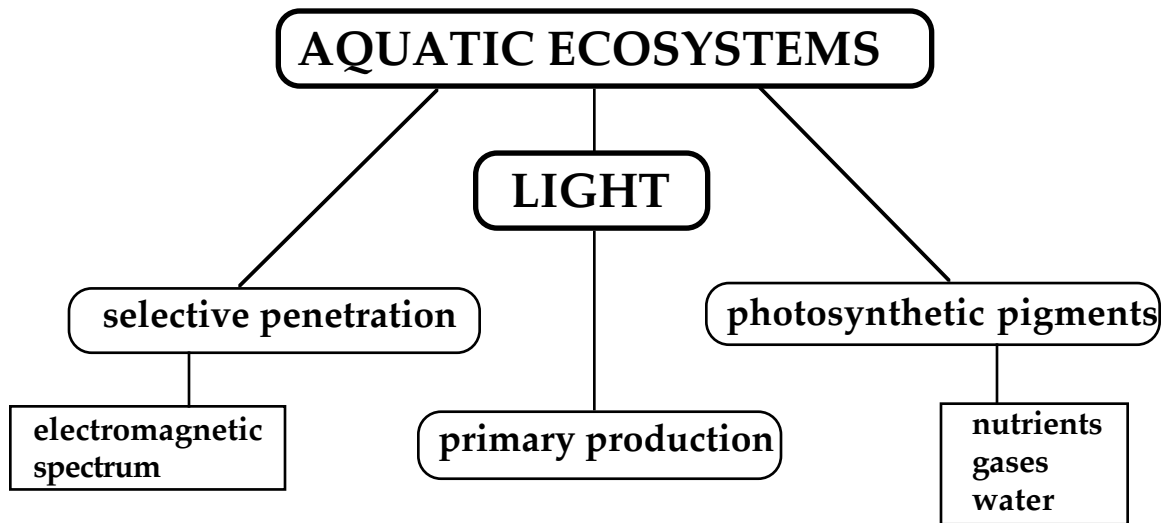 AQUATIC ECOSYSTEMS
LIGHT
selective penetration
photosynthetic pigments
electromagnetic
spectrum
primary production
nutrients
gases
water